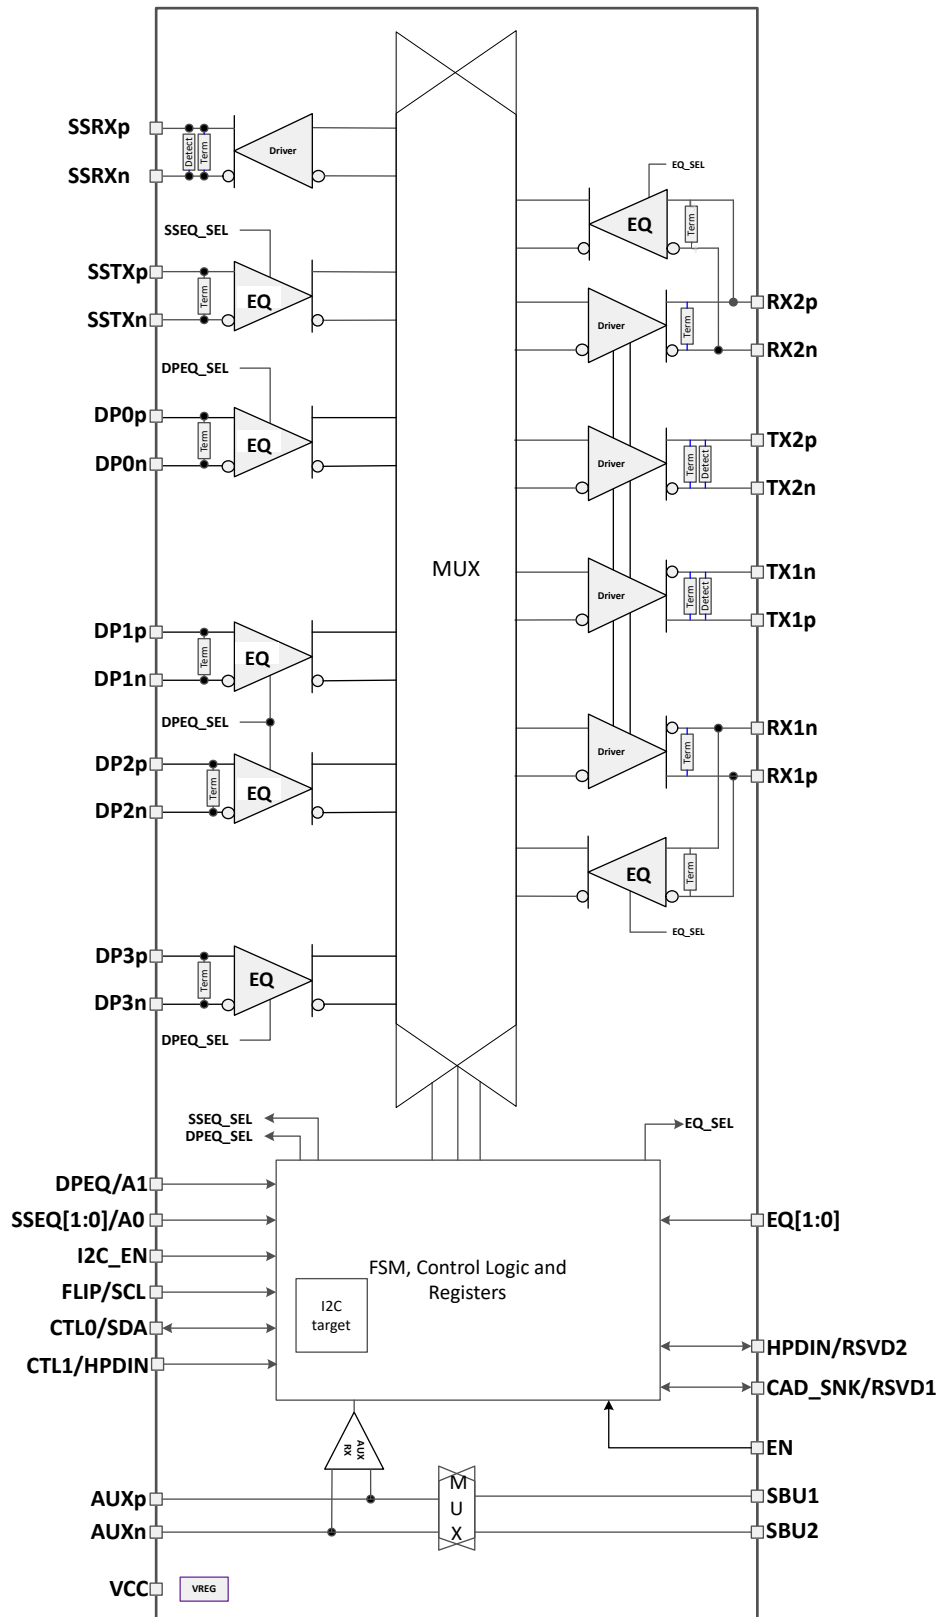 SSRXp
Detect
Term
Driver
SSRXn
EQ_SEL
EQ
Term
SSEQ_SEL
SSTXp
Term
EQ
SSTXn
RX2p
Driver
Term
RX2n
DPEQ_SEL
DP0p
Term
EQ
DP0n
TX2p
Driver
Term
Detect
TX2n
MUX
TX1n
Driver
Term
Detect
TX1p
DP1p
Term
EQ
DP1n
DPEQ_SEL
RX1n
Driver
Term
RX1p
DP2p
Term
EQ
DP2n
EQ
Term
EQ_SEL
DP3p
Term
EQ
DP3n
DPEQ_SEL
SSEQ_SEL
DPEQ_SEL
EQ_SEL
DPEQ/A1
SSEQ[1:0]/A0
EQ[1:0]
I2C_EN
FSM, Control Logic and
Registers
FLIP/SCL
I2C
target
CTL0/SDA
HPDIN/RSVD2
CTL1/HPDIN
CAD_SNK/RSVD1
EN
AUX
RX
AUXp
MUX
SBU1
AUXn
SBU2
VCC
VREG